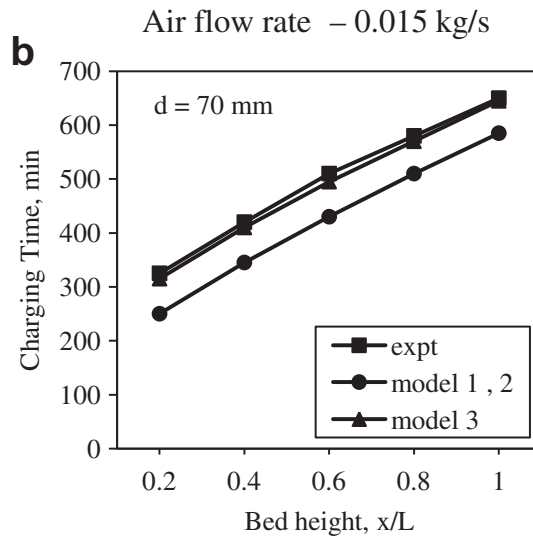 Air flow rate – 0.015 kg/s
b
700
600
500
400
300
200
100
0
d = 70 mm
Charging Time, min
expt
model 1 , 2
model 3
0.2 0.4 0.6 0.8 1
Bed height, x/L